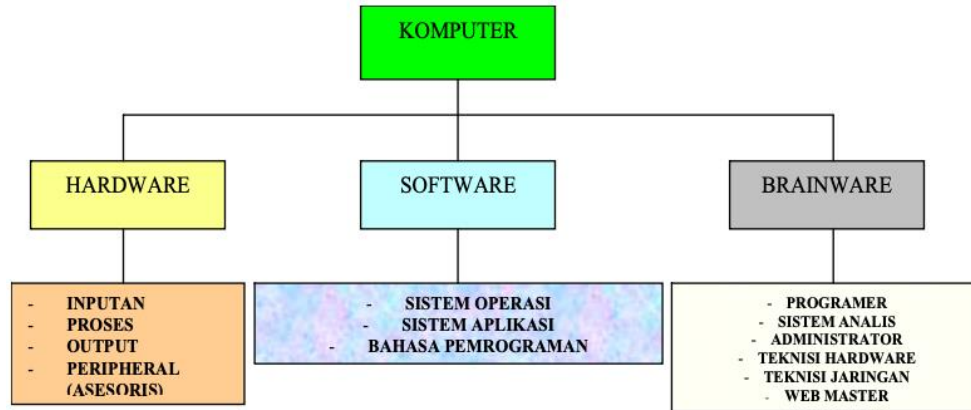 KOMPUTER
HARDWARE
SOFTWARE
BRAINWARE
- INPUTAN
- PROSES
- OUTPUT
- PERIPHERAL
(ASESORIS)
- SISTEM OPERASI
- SISTEM APLIKASI
- BAHASA PEMROGRAMAN
- PROGRAMER
- SISTEM ANALIS
- ADMINISTRATOR
- TEKNISI HARDWARE
- TEKNISI JARINGAN
- WEB MASTER